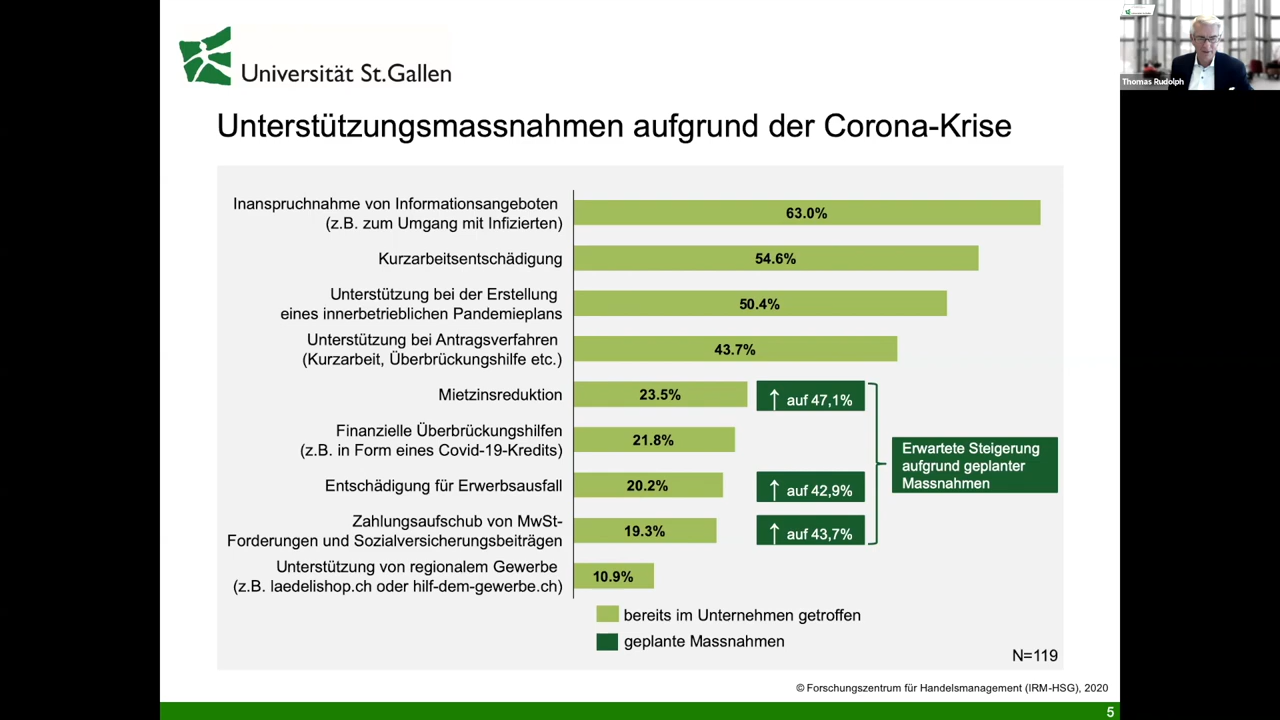 Universität St.Gallen
Thomas Rudolph
Unterstützungsmassnahmen aufgrund der Corona-Krise
Inanspruchnahme von Informationsangeboten
(z.B. zum Umgang mit Infizierten)
63.0%
Kurzarbeitsentschädigung
54.6%
Unterstützung bei der Erstellung
eines innerbetrieblichen Pandemieplans
50.4%
Unterstützung bei Antragsverfahren
(Kurzarbeit, Überbrückungshilfe etc.)
43.7%
Mietzinsreduktion
23.5%
↑ auf 47,1%
Finanzielle Überbrückungshilfen
(z.B. in Form eines Covid-19-Kredits)
21.8%
Erwartete Steigerung
aufgrund geplanter
Massnahmen
Entschädigung für Erwerbsausfall
20.2%
↑ auf 42,9%
Zahlungsaufschub von MwSt-
Forderungen und Sozialversicherungsbeiträgen
19.3%
↑ auf 43,7%
Unterstützung von regionalem Gewerbe
(z.B. laedelishop.ch oder hilf-dem-gewerbe.ch)
10.9%
bereits im Unternehmen getroffen
geplante Massnahmen
N=119
© Forschungszentrum für Handelsmanagement (IRM-HSG), 2020
5